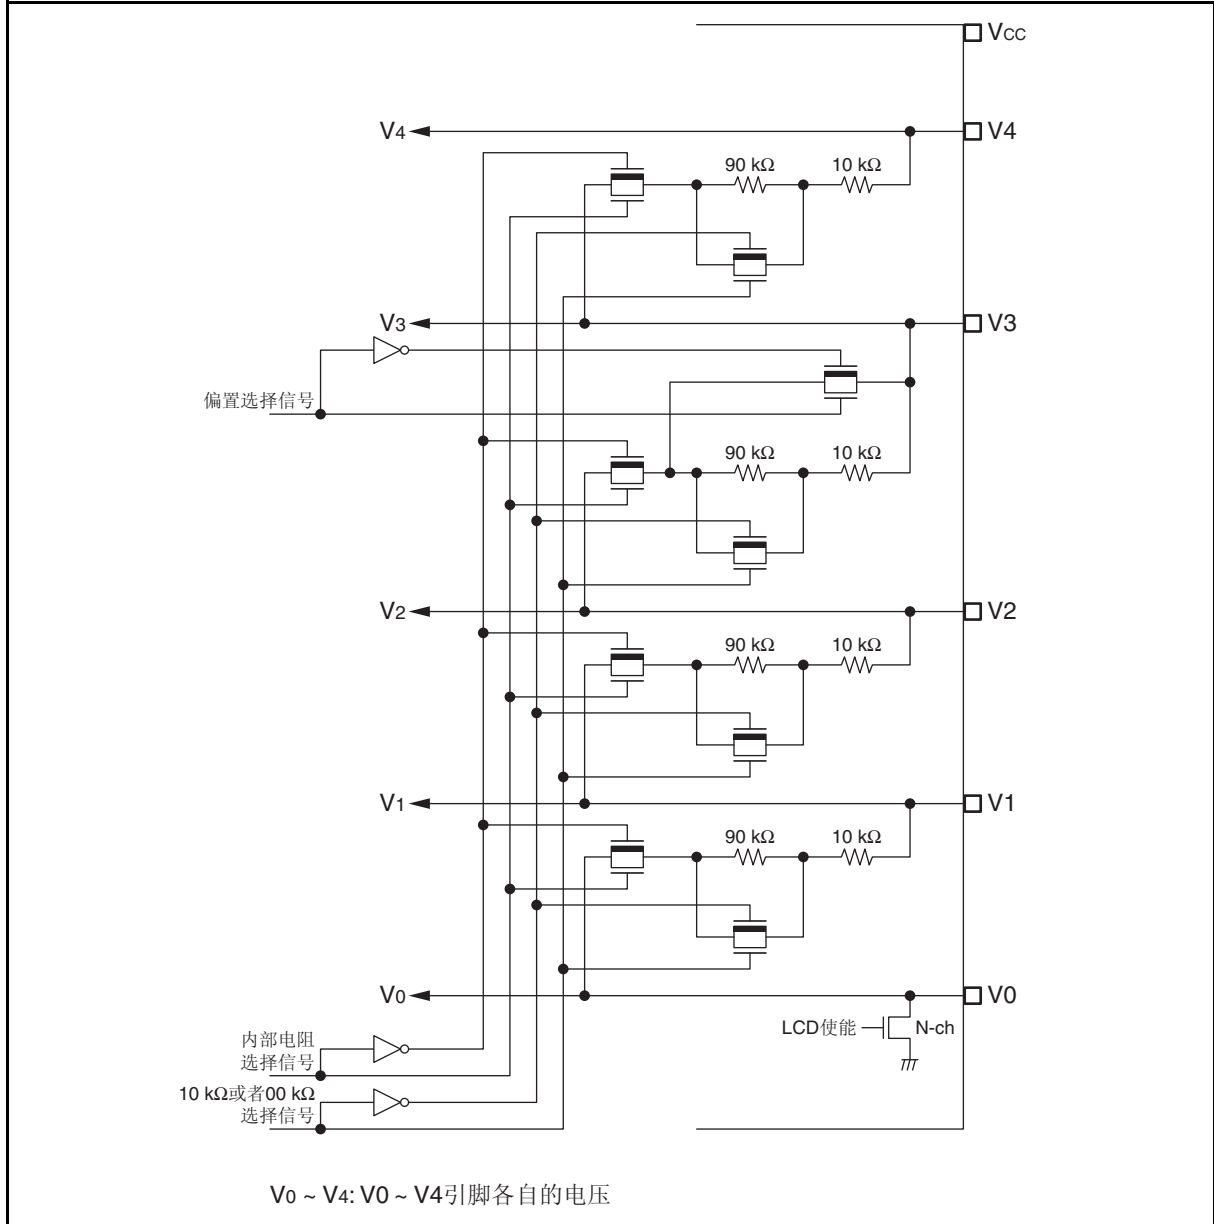 VCC
V4 V4
90 kΩ 10 kΩ
V3 V3
偏置选择信号
90 kΩ 10 kΩ
V2 V2
90 kΩ 10 kΩ
V1 V1
90 kΩ 10 kΩ
V0 V0
LCD使能 N-ch
内部电阻
选择信号
10 kΩ或者00 kΩ
选择信号
V0 ~ V4: V0 ~ V4引脚各自的电压